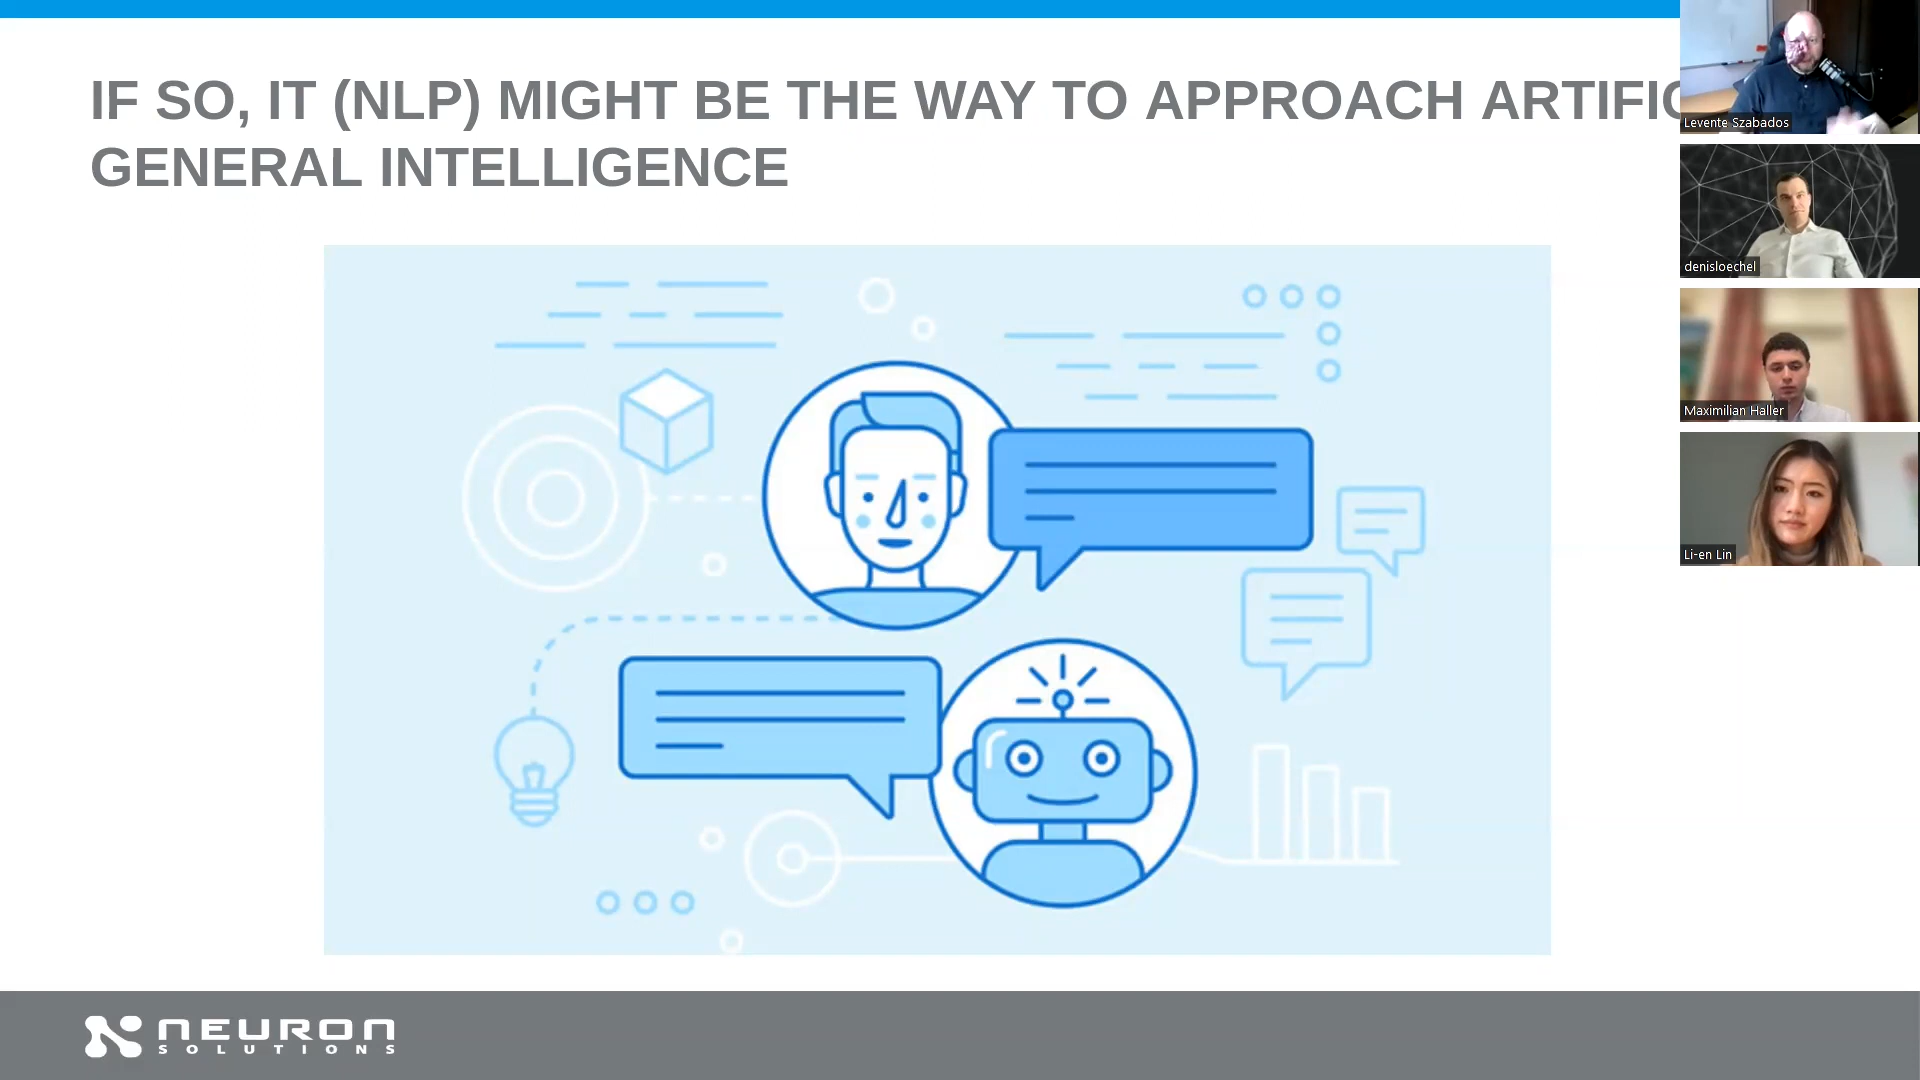 IF SO, IT (NLP) MIGHT BE THE WAY TO APPROACH ARTIFIC
GENERAL INTELLIGENCE
Levente Szabados
denisloechel
Maximilian Haller
Li-en Lin
NEURON
SOLUTIONS